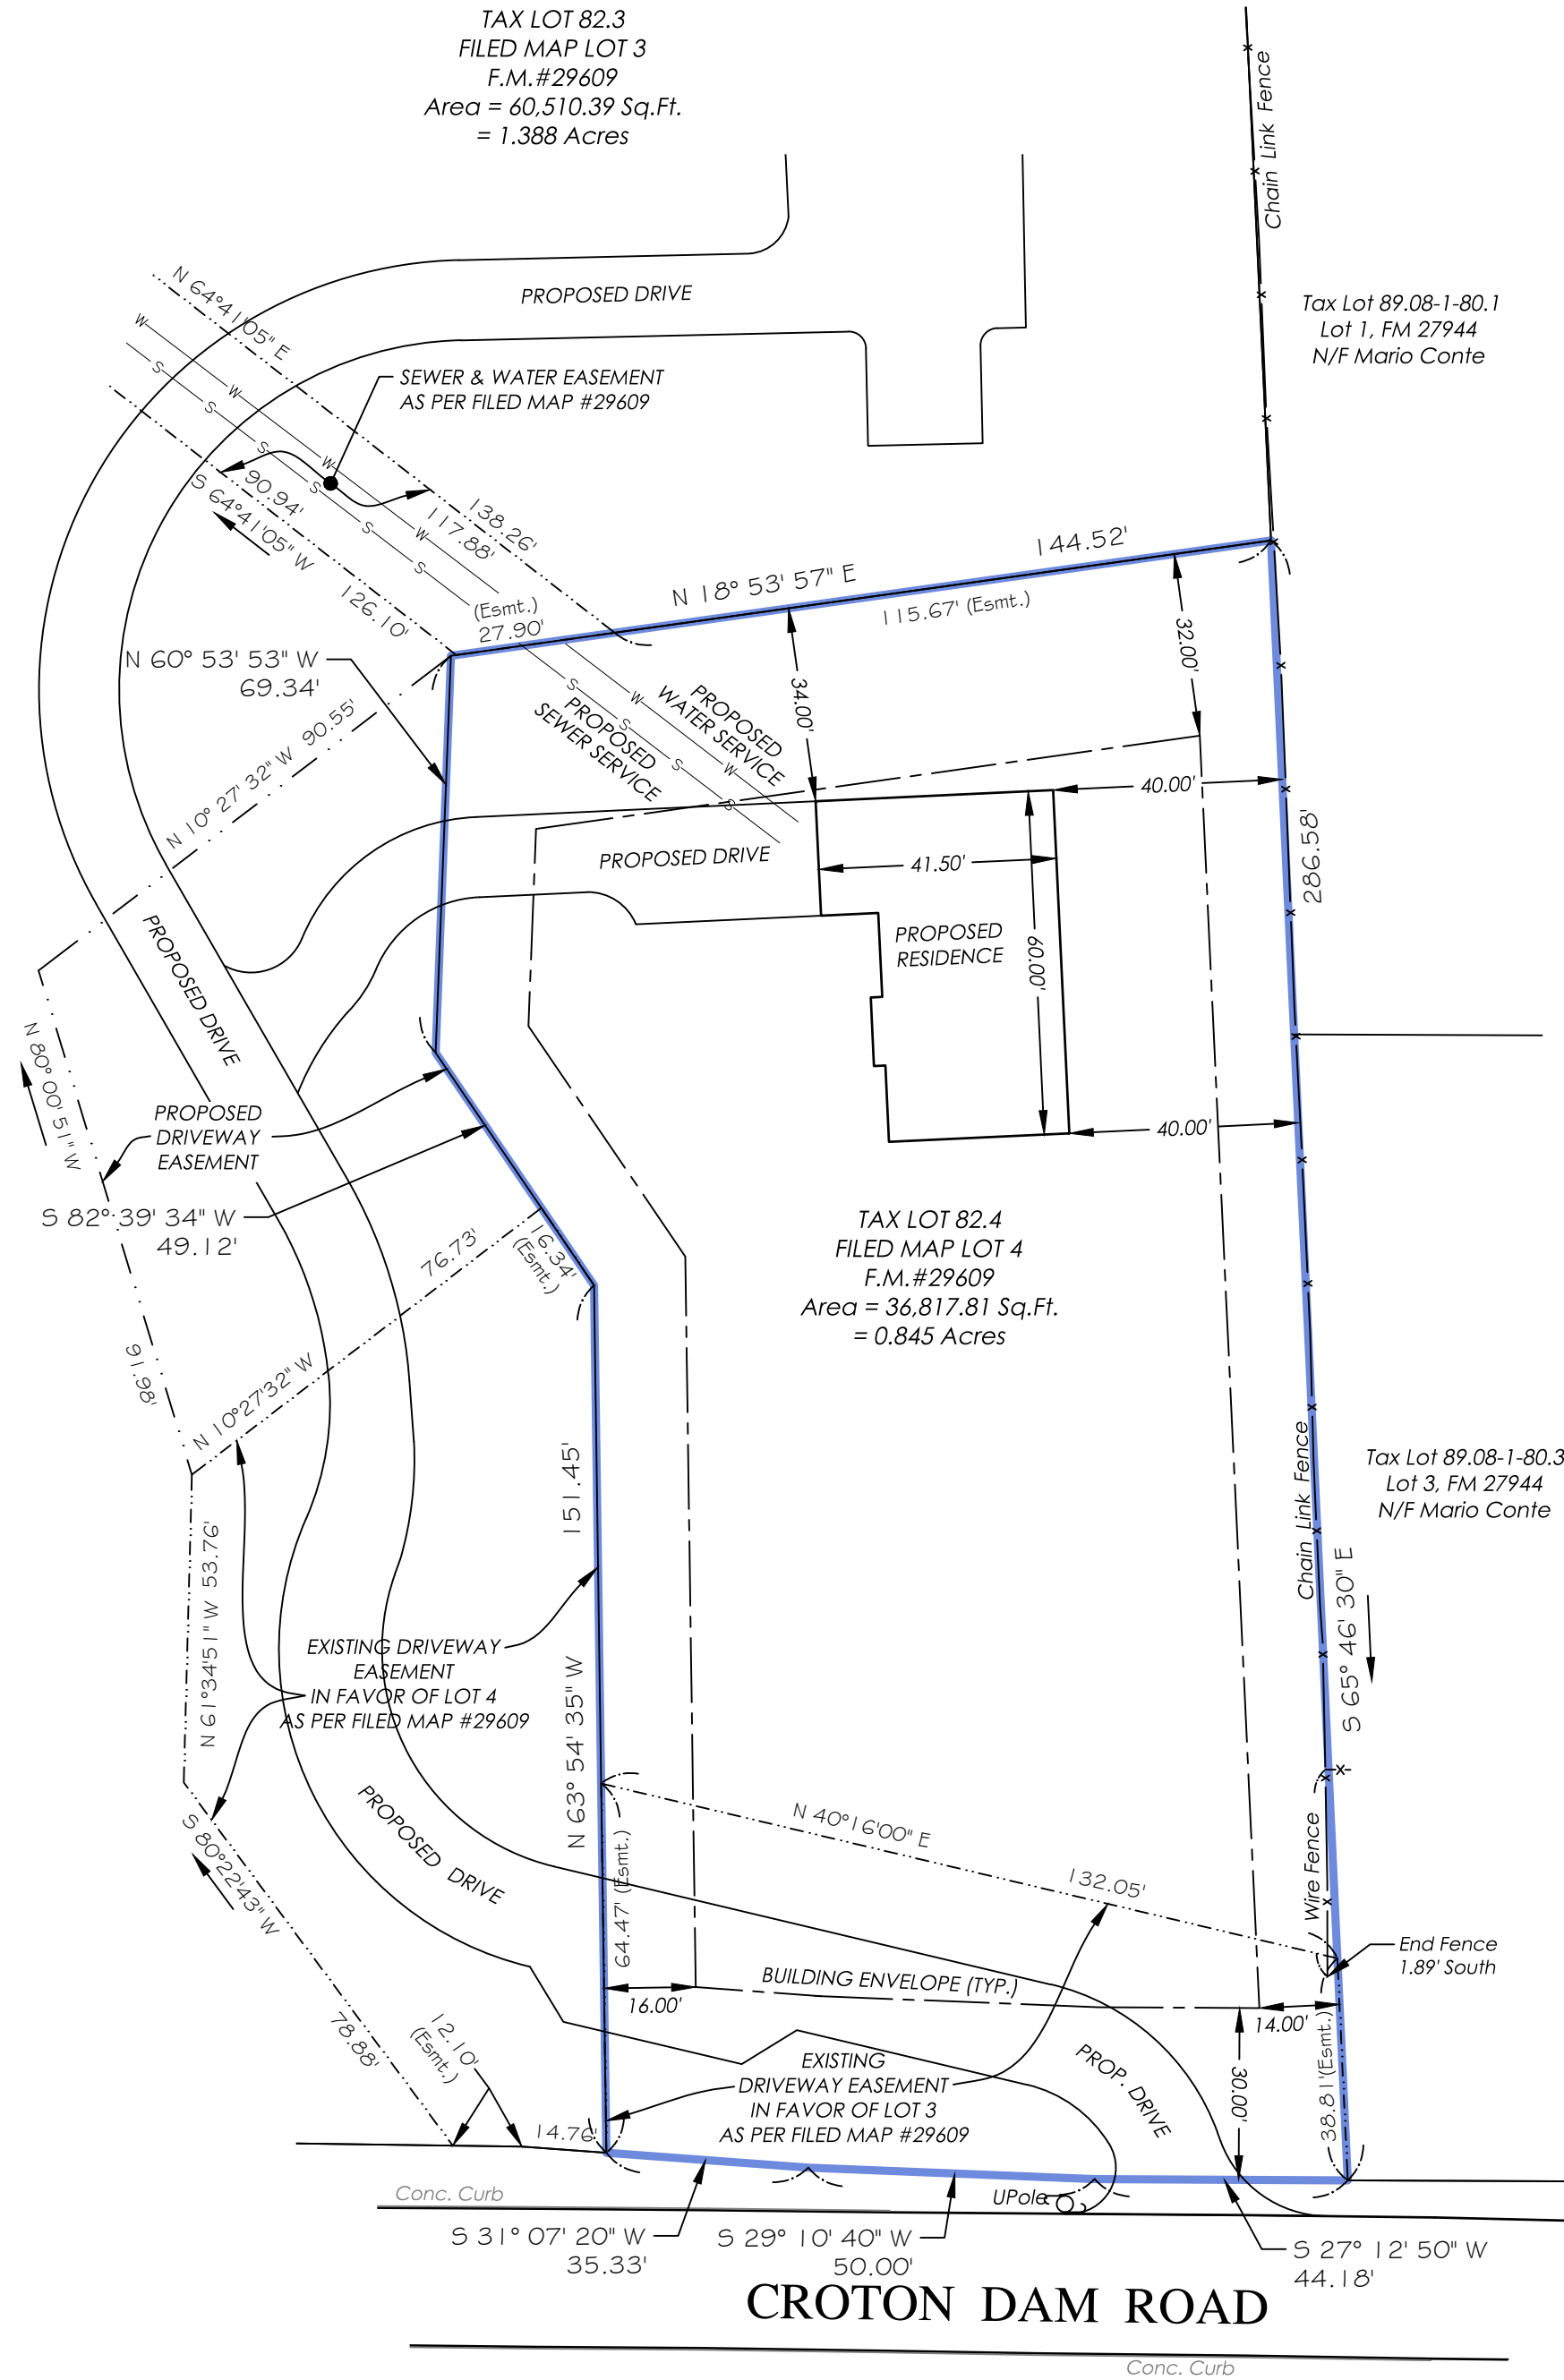 TAX LOT 82.3
FILED MAP LOT 3
F.M.#29609
Area = 60,510.39 Sq.Ft.
= 1.388 Acres
Chain Link Fence
Tax Lot 89.08-1-80.1
Lot 1, FM 27944
N/F Mario Conte
PROPOSED DRIVE
N 64°41'05" E
W
S
SEWER & WATER EASEMENT
AS PER FILED MAP #29609
90.94'
S 64°41'05" W
138.26'
117.88'
126.10'
(Esmt.)
27.90'
N 18° 53' 57" E
144.52'
115.67' (Esmt.)
34.00'
32.00'
N 60° 53' 53" W
69.34'
N 10° 27' 32" W 90.55'
PROPOSED
WATER SERVICE
PROPOSED
SEWER SERVICE
40.00'
286.58'
PROPOSED DRIVE
41.50'
PROPOSED
RESIDENCE
60.00'
PROPOSED DRIVE
N 80°00'51" W
PROPOSED
DRIVEWAY
EASEMENT
40.00'
S 82° 39' 34" W
49.12'
76.73'
16.34'
(Esmt.)
TAX LOT 82.4
FILED MAP LOT 4
F.M.#29609
Area = 36,817.81 Sq.Ft.
= 0.845 Acres
91.98'
N 10°27'32" W
151.45'
Chain Link Fence
Tax Lot 89.08-1-80.3
Lot 3, FM 27944
N/F Mario Conte
N 61°34'51" W 53.76'
S 65° 46' 30" E
EXISTING DRIVEWAY
EASEMENT
IN FAVOR OF LOT 4
AS PER FILED MAP #29609
N 63° 54' 35" W
PROPOSED DRIVE
N 40°16'00" E
132.05'
S 80°22'43" W
64.47' (Esmt.)
Wire Fence
End Fence
1.89' South
BUILDING ENVELOPE (TYP.)
16.00'
14.00'
78.88'
12.10'
(Esmt.)
EXISTING
DRIVEWAY EASEMENT
IN FAVOR OF LOT 3
AS PER FILED MAP #29609
PROP. DRIVE
30.00'
38.81'(Esmt.)
14.76'
Conc. Curb
UPole
S 31° 07' 20" W
35.33'
S 29° 10' 40" W
50.00'
S 27° 12' 50" W
44.18'
CROTON DAM ROAD
Conc. Curb